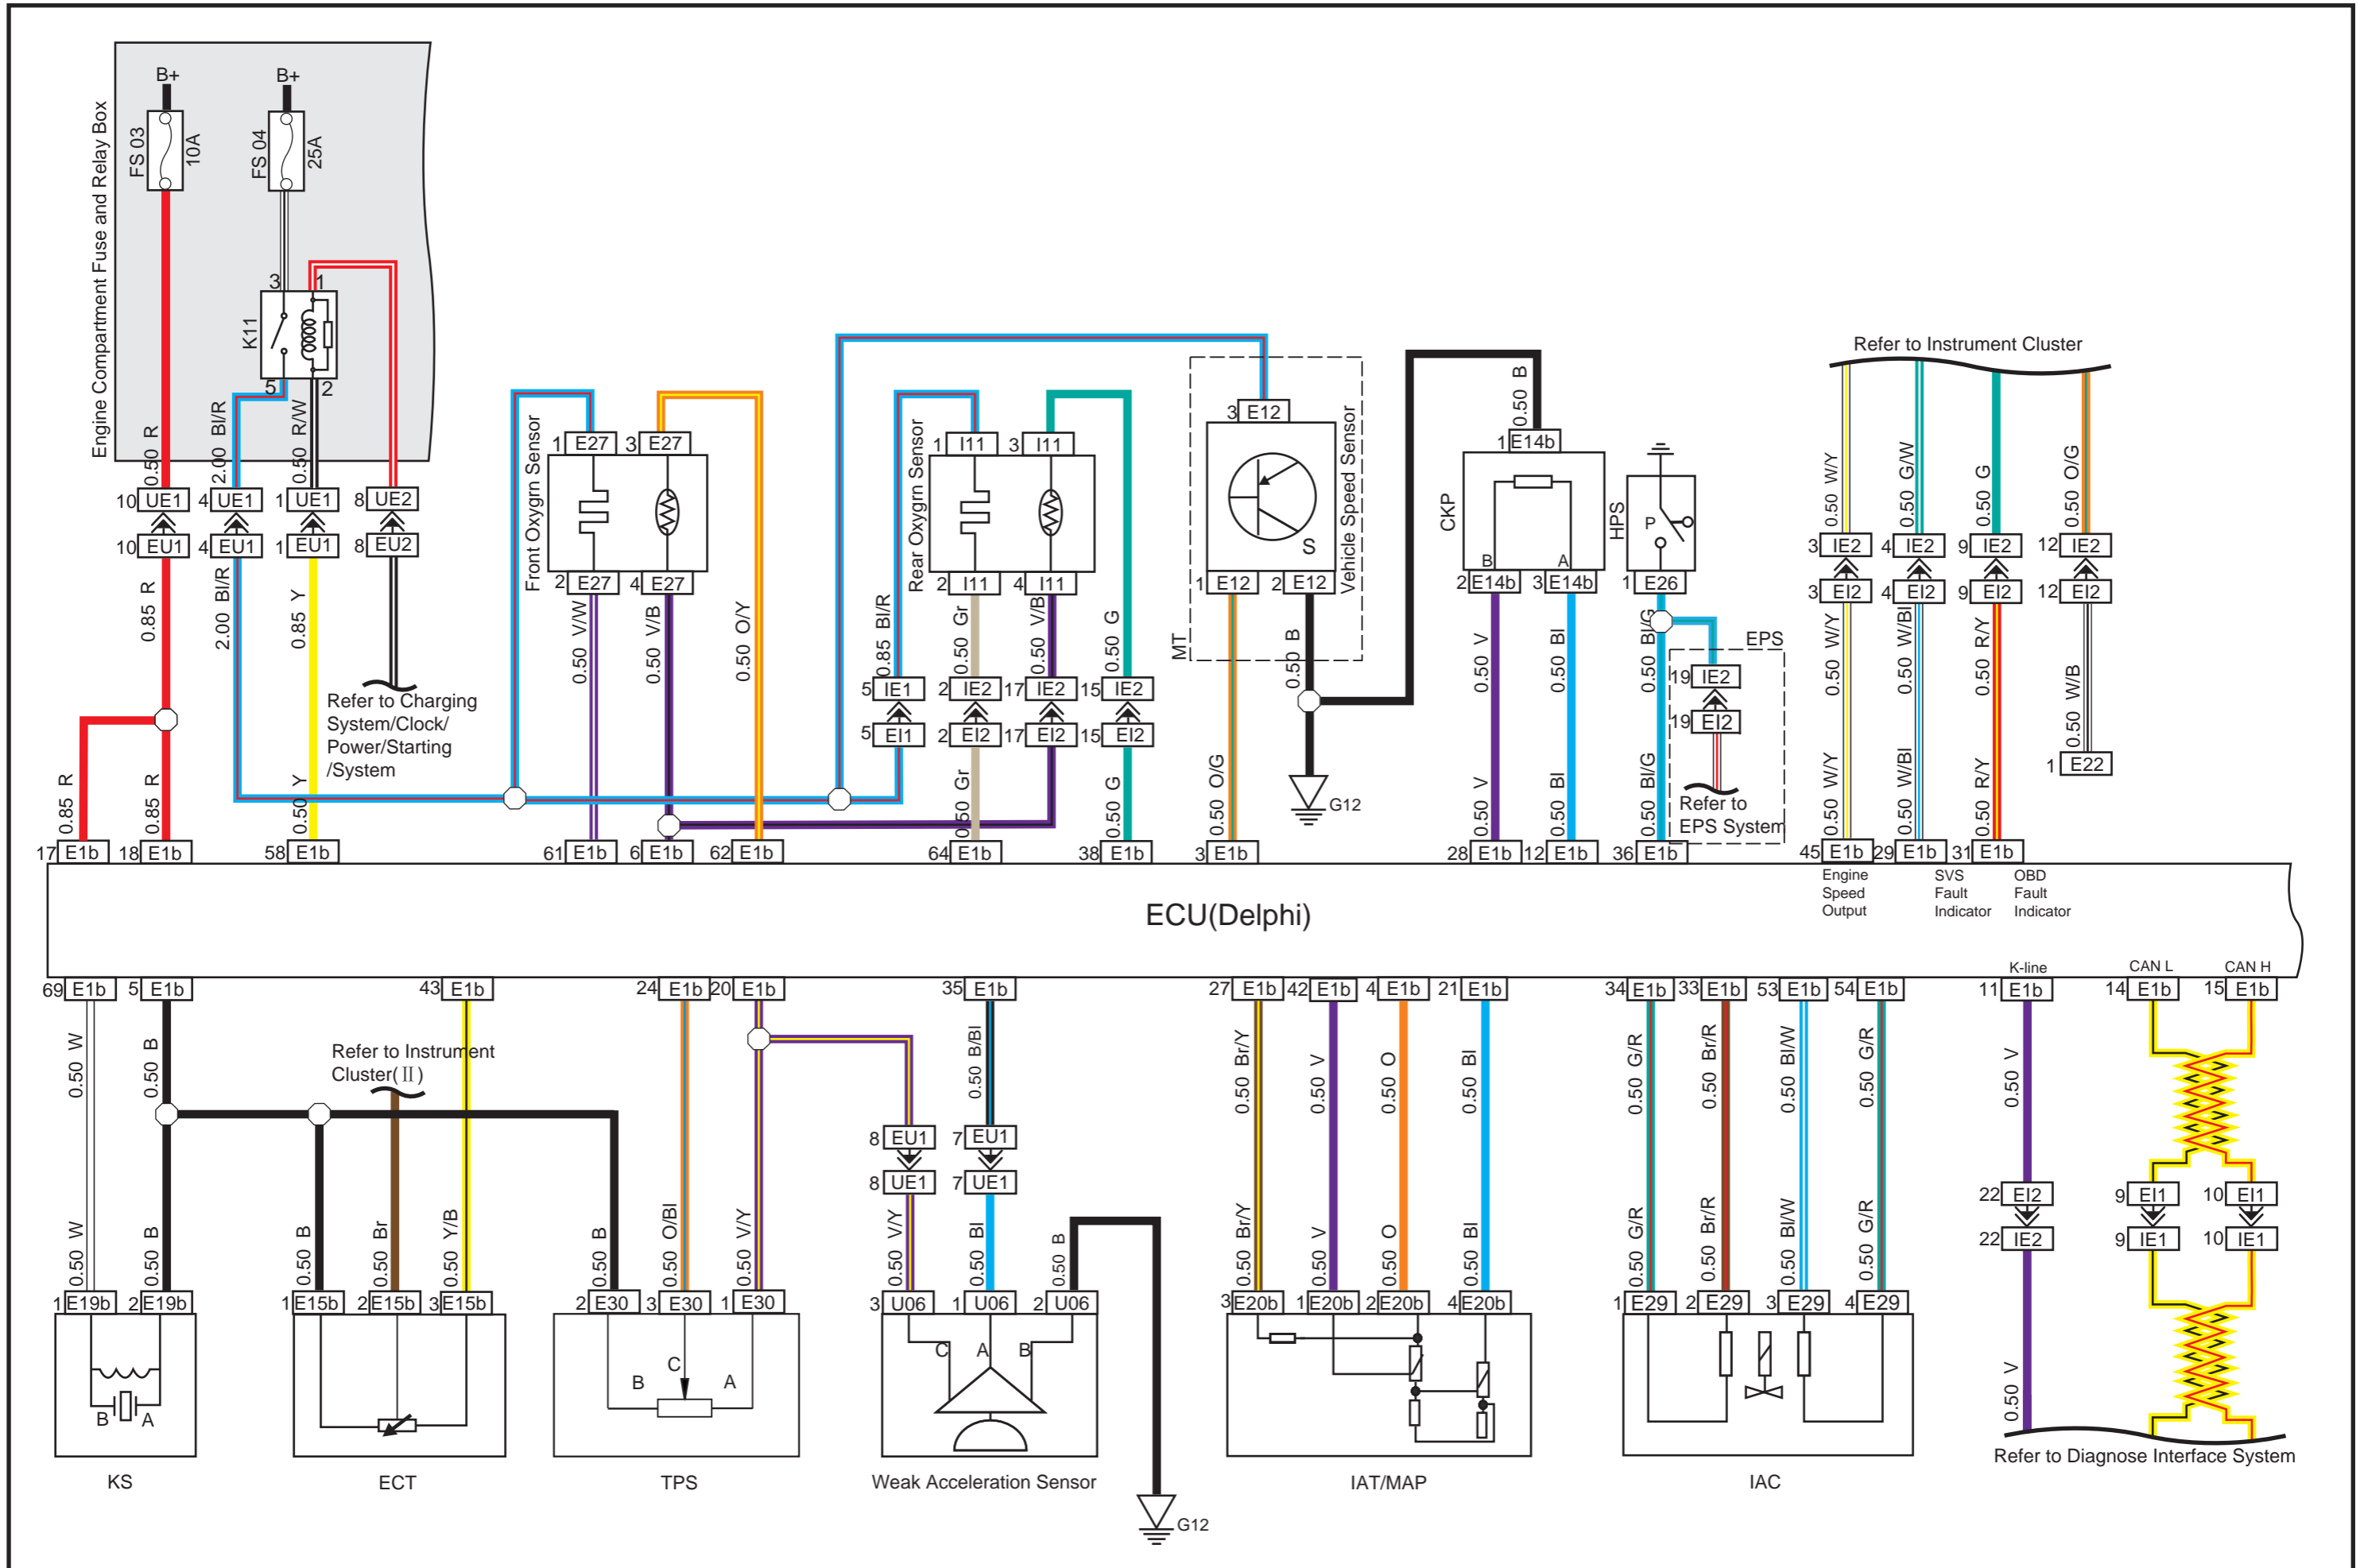 B+ B+
FS 03 10A FS 04 25A
Engine Compartment Fuse and Relay Box
3 1
K11
5 2
0.50 R 2.00 Bl/R 0.50 R/W
10 UE1 4 UE1 1 UE1 8 UE2
10 EU1 4 EU1 1 EU1 8 EU2
0.85 R 2.00 Bl/R 0.85 Y
Refer to Charging
System/Clock/
Power/Starting
/System
0.85 R 0.85 R 0.50 Y
Front Oxygrn Sensor
1 E27 3 E27
2 E27 4 E27
0.50 V/W 0.50 V/B 0.50 O/Y
Rear Oxygrn Sensor
1 I11 3 I11
2 I11 4 I11
0.85 Bl/R 0.50 Gr 0.50 V/B 0.50 G
5 IE1 2 IE2 17 IE2 15 IE2
5 EI1 2 EI2 17 EI2 15 EI2
0.50 Gr 0.50 G
3 E12
S
Vehicle Speed Sensor
1 E12 2 E12
MT
0.50 B
0.50 O/G
G12
0.50 B
1 E14b
CKP
B A
2 E14b 3 E14b
0.50 V 0.50 Bl
0.50 V 0.50 Bl
HPS
P
1 E26
0.50 Bl/G
0.50 Bl/G
EPS
19 IE2
19 EI2
Refer to
EPS System
Refer to Instrument Cluster
0.50 W/Y 0.50 G/W 0.50 G 0.50 O/G
3 IE2 4 IE2 9 IE2 12 IE2
3 EI2 4 EI2 9 EI2 12 EI2
0.50 W/Y 0.50 W/Bl 0.50 R/Y 0.50 W/B
1 E22
0.50 W/Y 0.50 W/Bl 0.50 R/Y
17 E1b 18 E1b 58 E1b 61 E1b 6 E1b 62 E1b 64 E1b 38 E1b 3 E1b 28 E1b 12 E1b 36 E1b 45 E1b 29 E1b 31 E1b
Engine
Speed
Output
SVS
Fault
Indicator
OBD
Fault
Indicator
ECU(Delphi)
K-line CAN L CAN H
69 E1b 5 E1b 43 E1b 24 E1b 20 E1b 35 E1b 27 E1b 42 E1b 4 E1b 21 E1b 34 E1b 33 E1b 53 E1b 54 E1b 11 E1b 14 E1b 15 E1b
0.50 W 0.50 B
Refer to Instrument
Cluster(Ⅱ)
0.50 B/Bl
0.50 Br/Y 0.50 V 0.50 O 0.50 Bl
0.50 G/R 0.50 Br/R 0.50 Bl/W 0.50 G/R
0.50 V
8 EU1 7 EU1
8 UE1 7 UE1
22 EI2 9 EI1 10 EI1
22 IE2 9 IE1 10 IE1
0.50 W 0.50 B 0.50 B 0.50 Br 0.50 Y/B 0.50 B 0.50 O/Bl 0.50 V/Y 0.50 V/Y 0.50 Bl 0.50 B
0.50 Br/Y 0.50 V 0.50 O 0.50 Bl 0.50 G/R 0.50 Br/R 0.50 Bl/W 0.50 G/R
1 E19b 2 E19b 1 E15b 2 E15b 3 E15b 2 E30 3 E30 1 E30 3 U06 1 U06 2 U06 3 E20b 1 E20b 2 E20b 4 E20b 1 E29 2 E29 3 E29 4 E29
B A
B C A
C A B
0.50 V
Refer to Diagnose Interface System
KS ECT TPS Weak Acceleration Sensor IAT/MAP IAC
G12